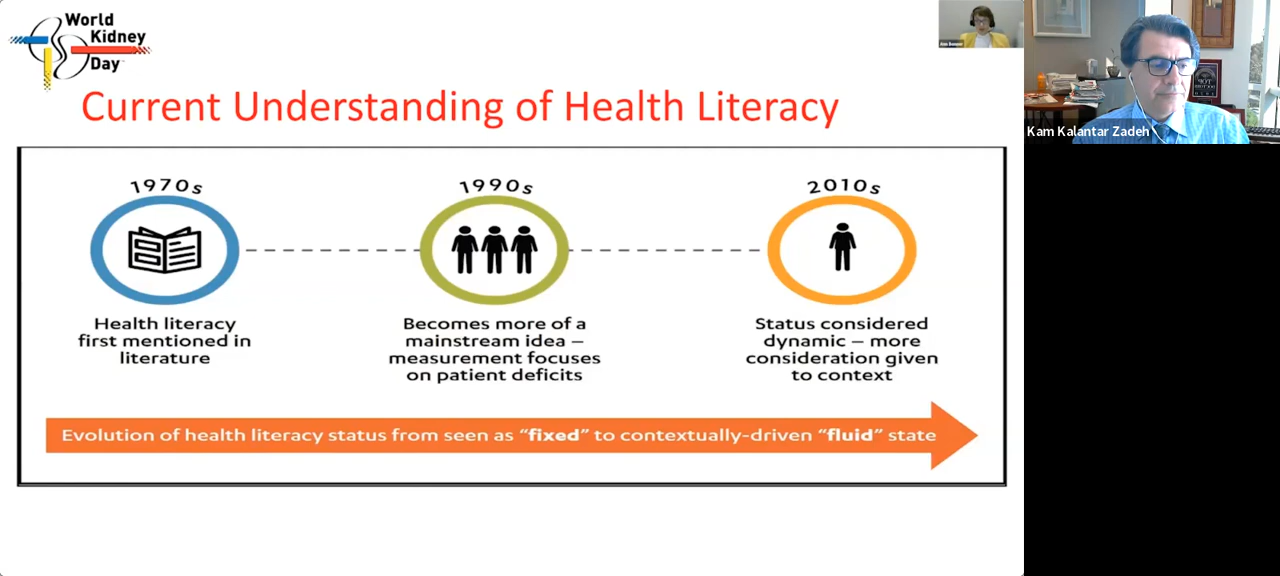 World
Kidney
Day
Current Understanding of Health Literacy
1970s
Health literacy
first mentioned in
literature
1990s
Becomes more of a
mainstream idea –
measurement focuses
on patient deficits
2010s
Status considered
dynamic – more
consideration given
to context
Evolution of health literacy status from seen as “fixed” to contextually-driven “fluid” state
Kam Kalantar Zadeh